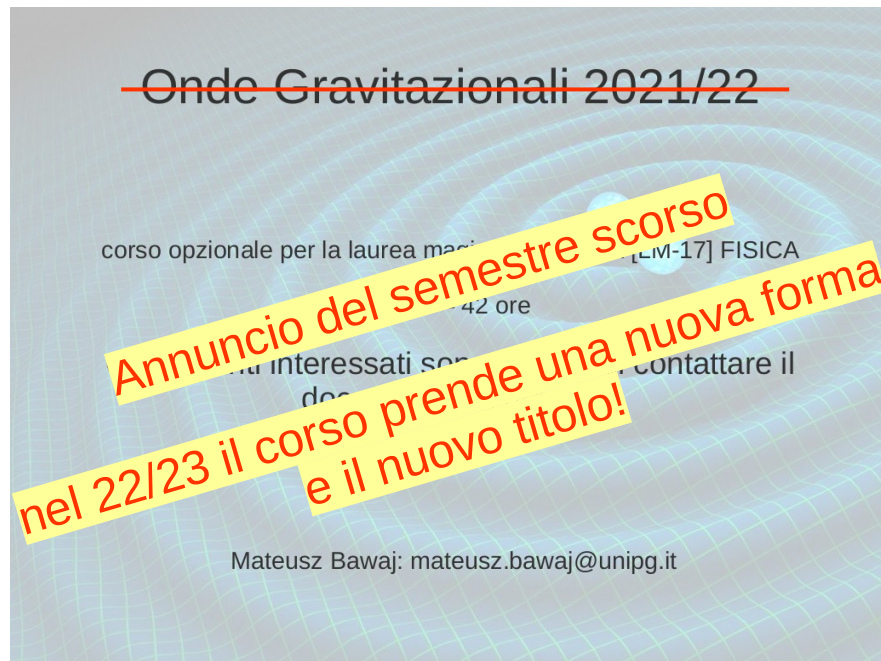 Onde Gravitazionali 2021/22
corso opzionale per la laurea [LM-17] FISICA
42 ore
interessati contattare il
Annuncio del semestre scorso
nel 22/23 il corso prende una nuova forma
e il nuovo titolo!
Mateusz Bawaj: mateusz.bawaj@unipg.it